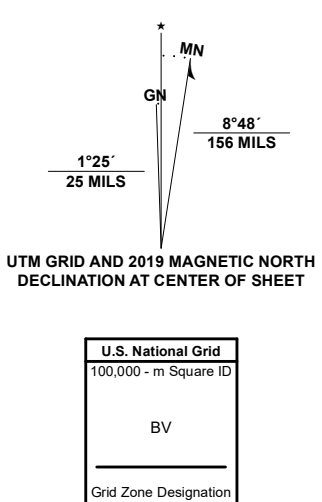 ★
MN
GN
8°48´
156 MILS
1°25´
25 MILS
UTM GRID AND 2019 MAGNETIC NORTH
DECLINATION AT CENTER OF SHEET
U.S. National Grid
100,000 - m Square ID
BV
Grid Zone Designation